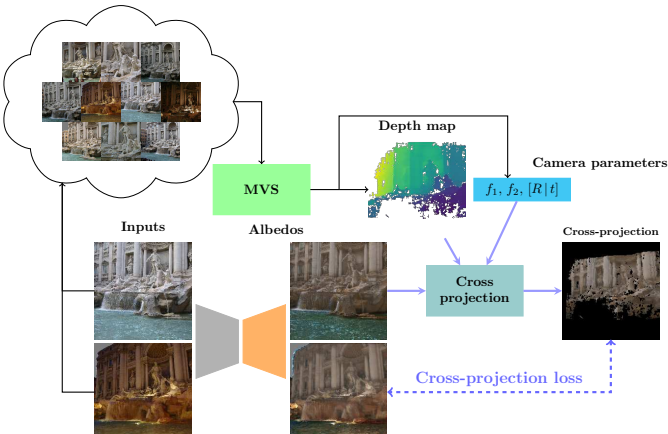 Depth map
Camera parameters
MVS
f₁, f₂, [R | t]
Inputs
Albedos
Cross-projection
Cross
projection
Cross-projection loss